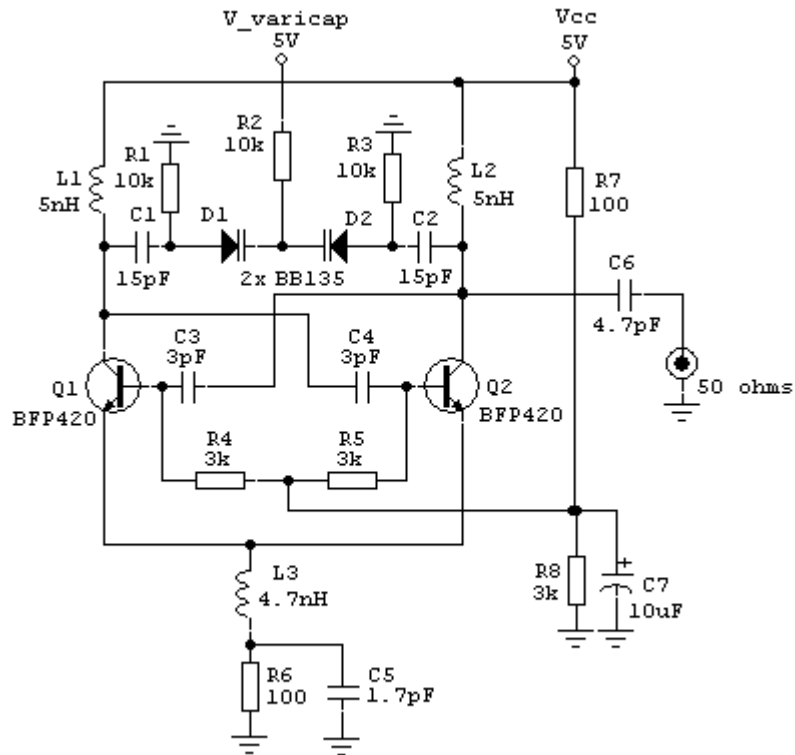 V_varicap
5V
Vcc
5V
R2
10k
R1
10k
R3
10k
L1
5nH
L2
5nH
R7
100
C1
15pF
D1
D2
2x BB135
C2
15pF
C6
4.7pF
C3
3pF
C4
3pF
Q1
BFP420
Q2
BFP420
50 ohms
R4
3k
R5
3k
L3
4.7nH
R8
3k
+
C7
10uF
R6
100
C5
1.7pF